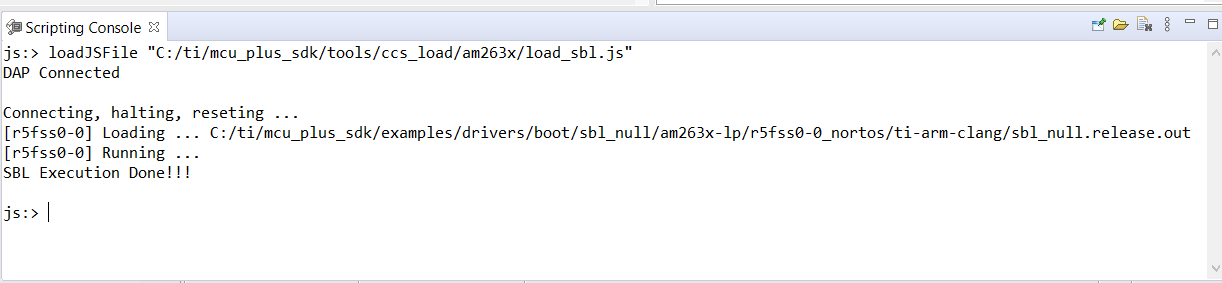 Scripting Console
js:> loadJSFile "C:/ti/mcu_plus_sdk/tools/ccs_load/am263x/load_sbl.js"
DAP Connected
Connecting, halting, reseting ...
[r5fss0-0] Loading ... C:/ti/mcu_plus_sdk/examples/drivers/boot/sbl_null/am263x-lp/r5fss0-0_nortos/ti-arm-clang/sbl_null.release.out
[r5fss0-0] Running ...
SBL Execution Done!!!
js:>